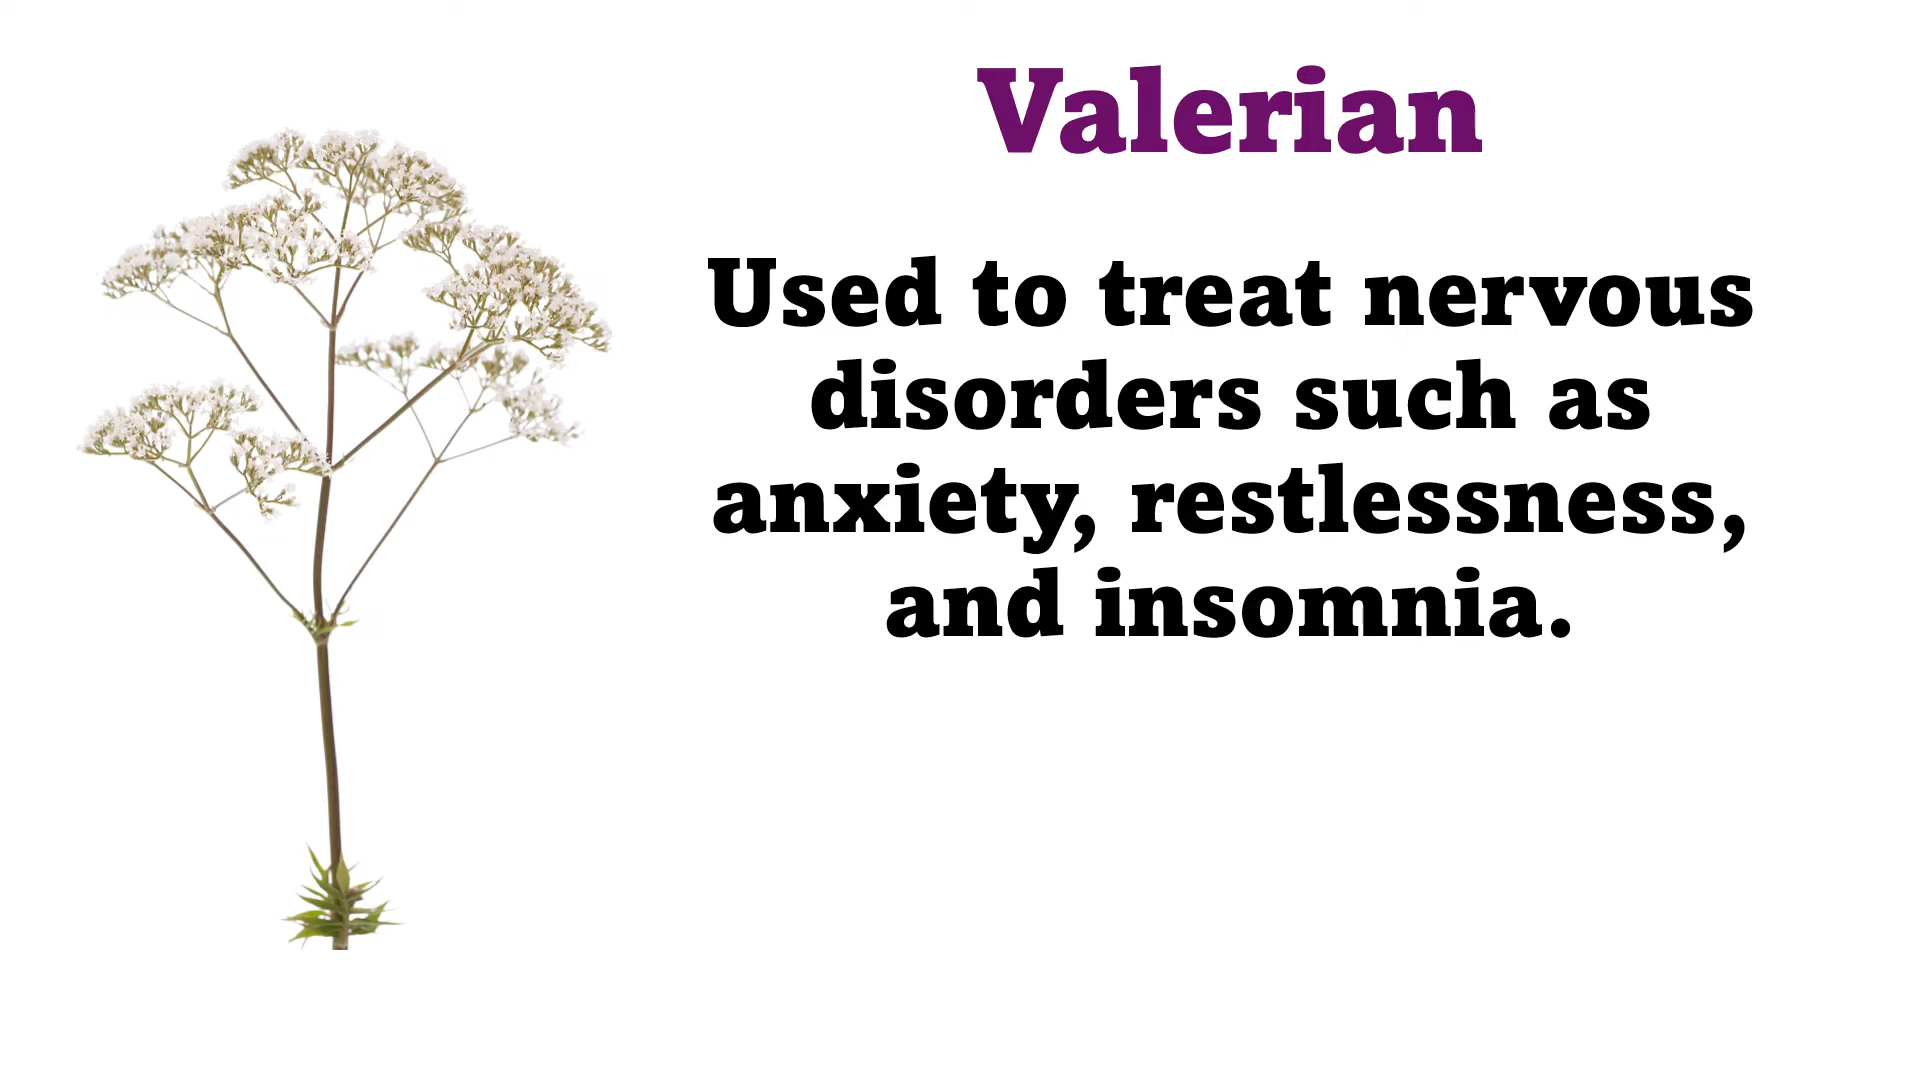 Valerian
Used to treat nervous
disorders such as
anxiety, restlessness,
and insomnia.